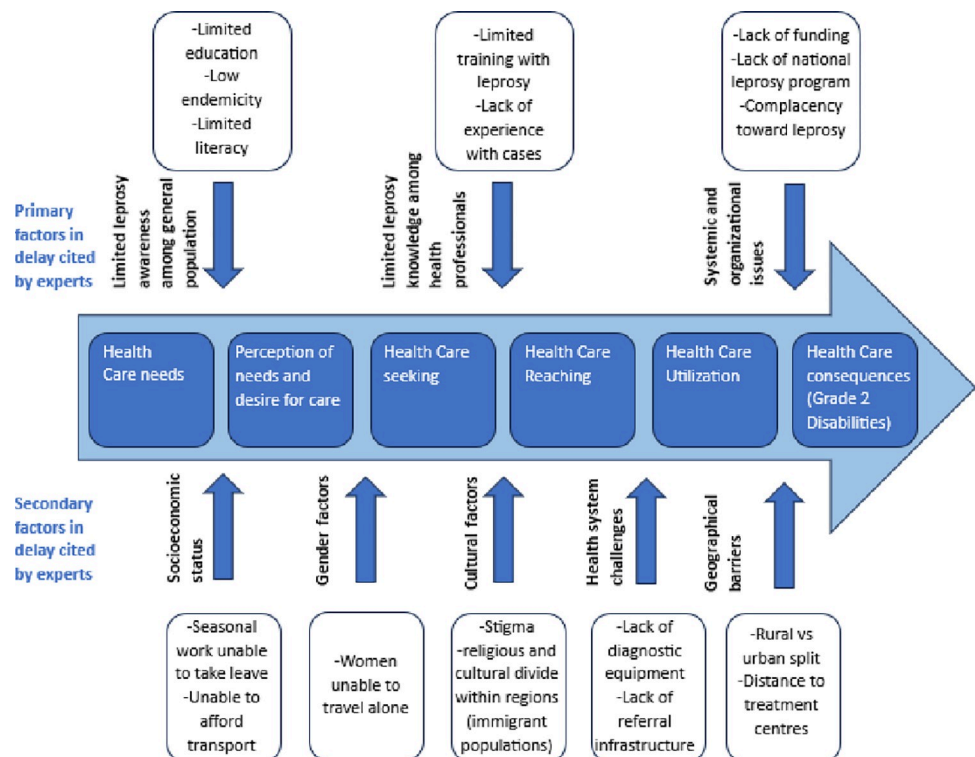 -Limited
education
-Low
endemicity
-Limited
literacy
-Limited
training with
leprosy
-Lack of
experience
with cases
-Lack of funding
-Lack of national
leprosy program
-Complacency
toward leprosy
Primary
factors in
delay cited
by experts
Limited leprosy
awareness
among general
population
Limited leprosy
knowledge among
health
professionals
Systemic and
organizational
issues
Health
Care needs
Perception of
needs and
desire for care
Health Care
seeking
Health Care
Reaching
Health Care
Utilization
Health Care
consequences
(Grade 2
Disabilities)
Secondary
factors in
delay cited
by experts
Socioeconomic
status
Gender factors
Cultural factors
Health system
challenges
Geographical
barriers
-Seasonal
work unable
to take leave
-Unable to
afford
transport
-Women
unable to
travel alone
-Stigma
-religious and
cultural divide
within regions
(immigrant
populations)
-Lack of
diagnostic
equipment
-Lack of
referral
infrastructure
-Rural vs
urban split
-Distance to
treatment
centres